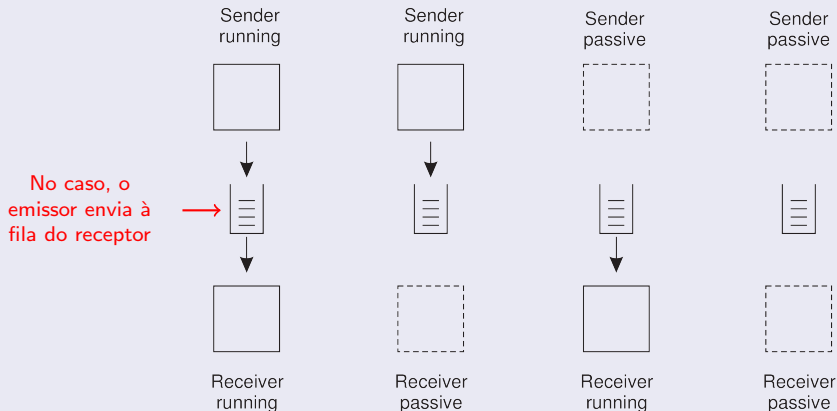 Sender
running
Sender
running
Sender
passive
Sender
passive
No caso, o
emissor envia à
fila do receptor
Receiver
running
Receiver
passive
Receiver
running
Receiver
passive